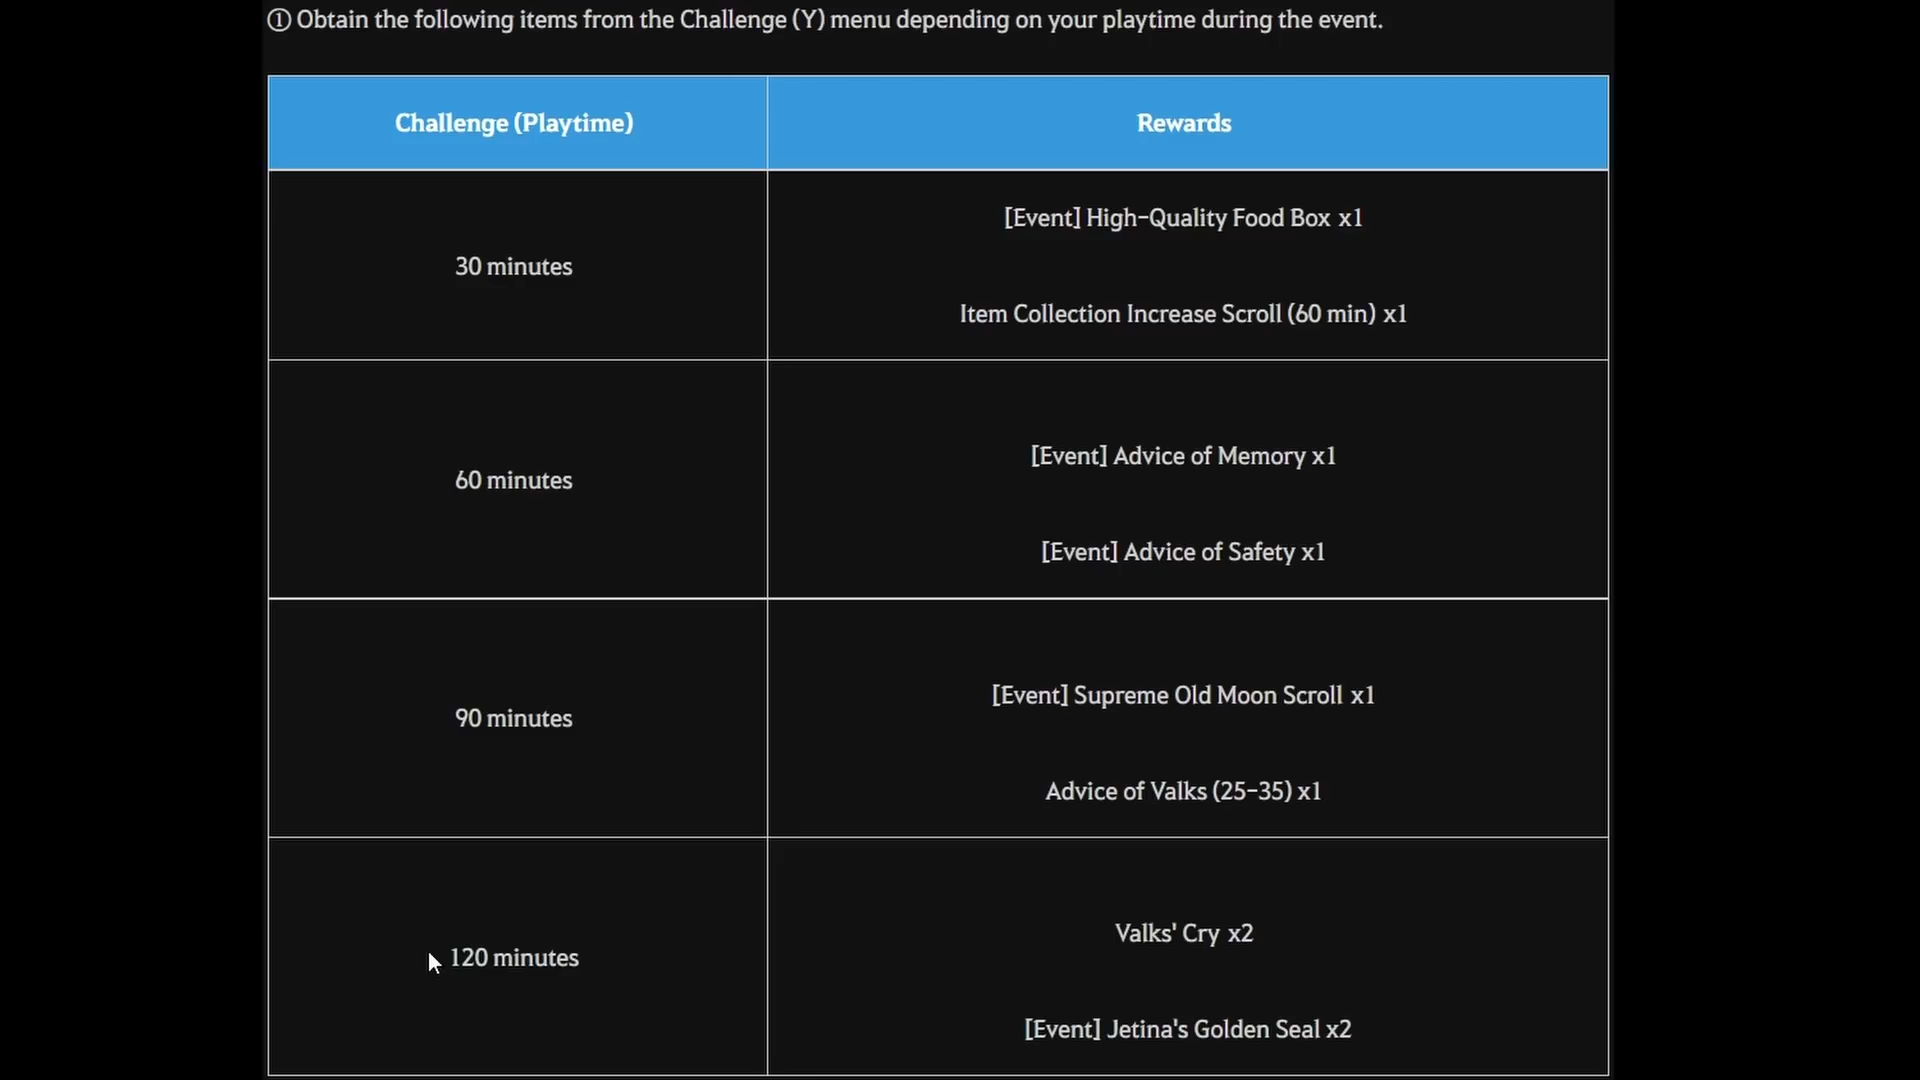 ① Obtain the following items from the Challenge (Y) menu depending on your playtime during the event.
Challenge (Playtime)
Rewards
30 minutes
[Event] High-Quality Food Box x1
Item Collection Increase Scroll (60 min) x1
60 minutes
[Event] Advice of Memory x1
[Event] Advice of Safety x1
90 minutes
[Event] Supreme Old Moon Scroll x1
Advice of Valks (25-35) x1
120 minutes
Valks' Cry x2
[Event] Jetina's Golden Seal x2